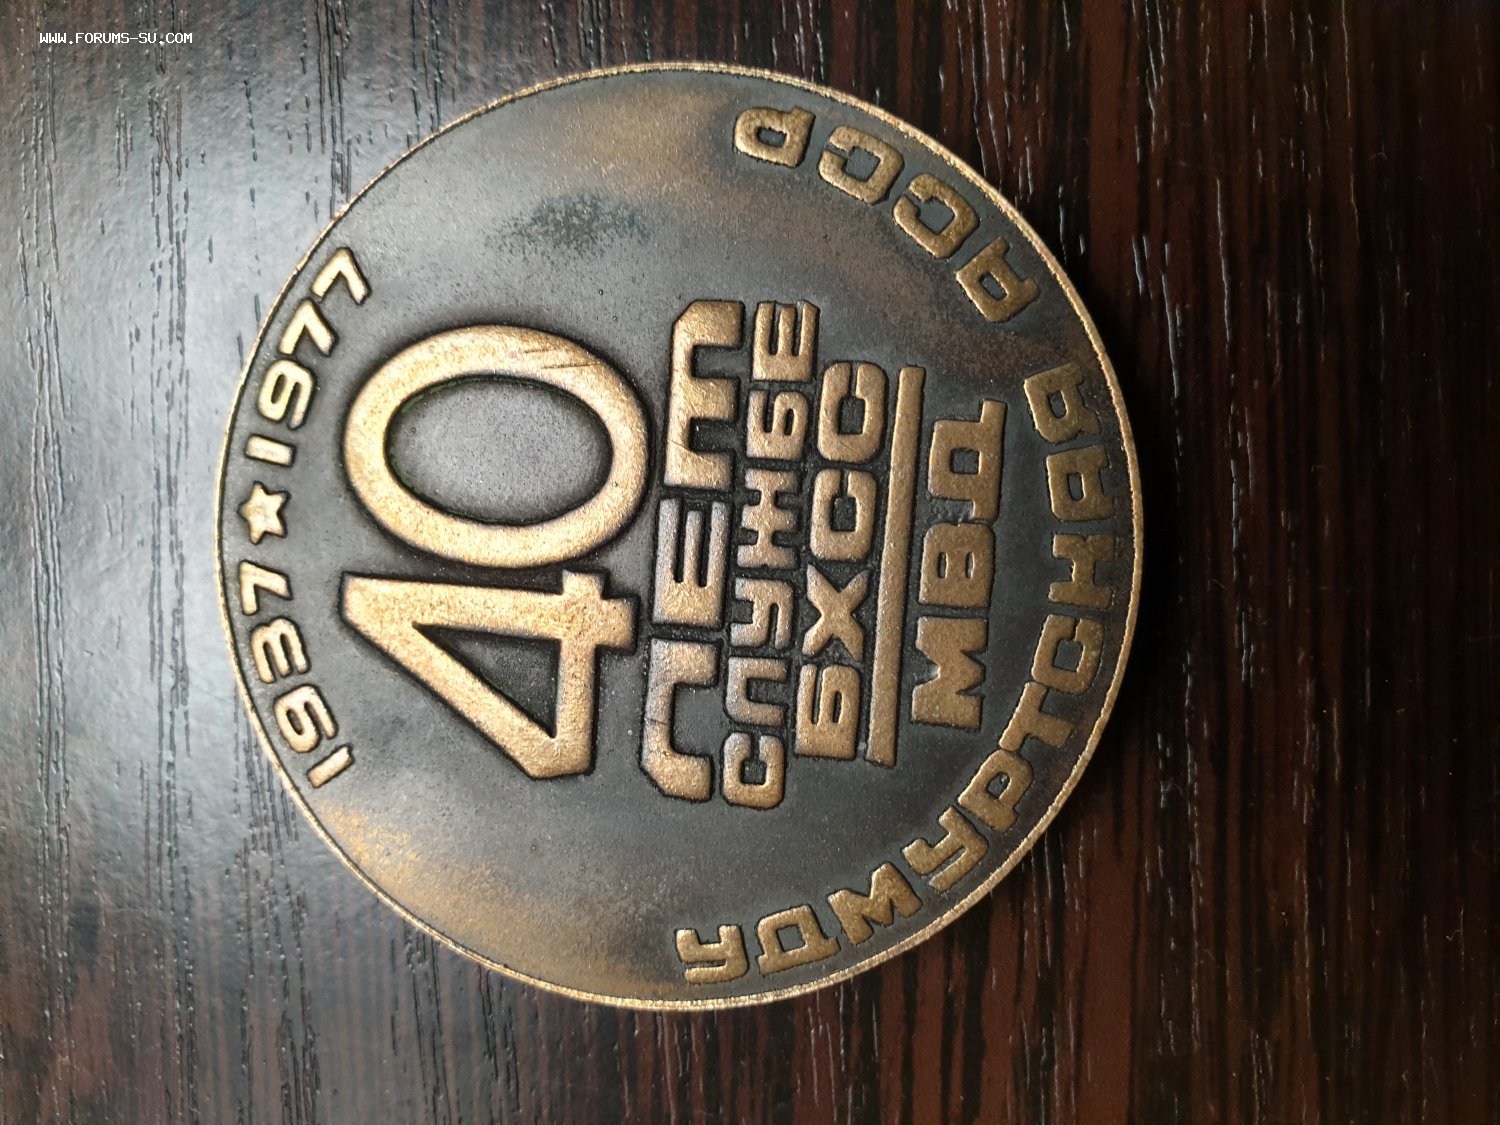 WWW.FORUMS-SU.COM
1937 ★ 1977
40
ЛЕТ
СЛУЖБЕ
БХСС
МВД
УДМУРТСКАЯ АССР